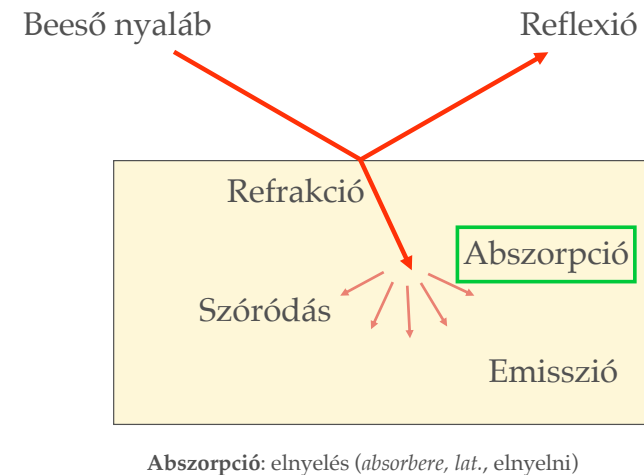 Beeső nyaláb
Reflexió
Refrakció
Abszorpció
Szóródás
Emisszió
Abszorpció: elnyelés (absorbere, lat., elnyelni)